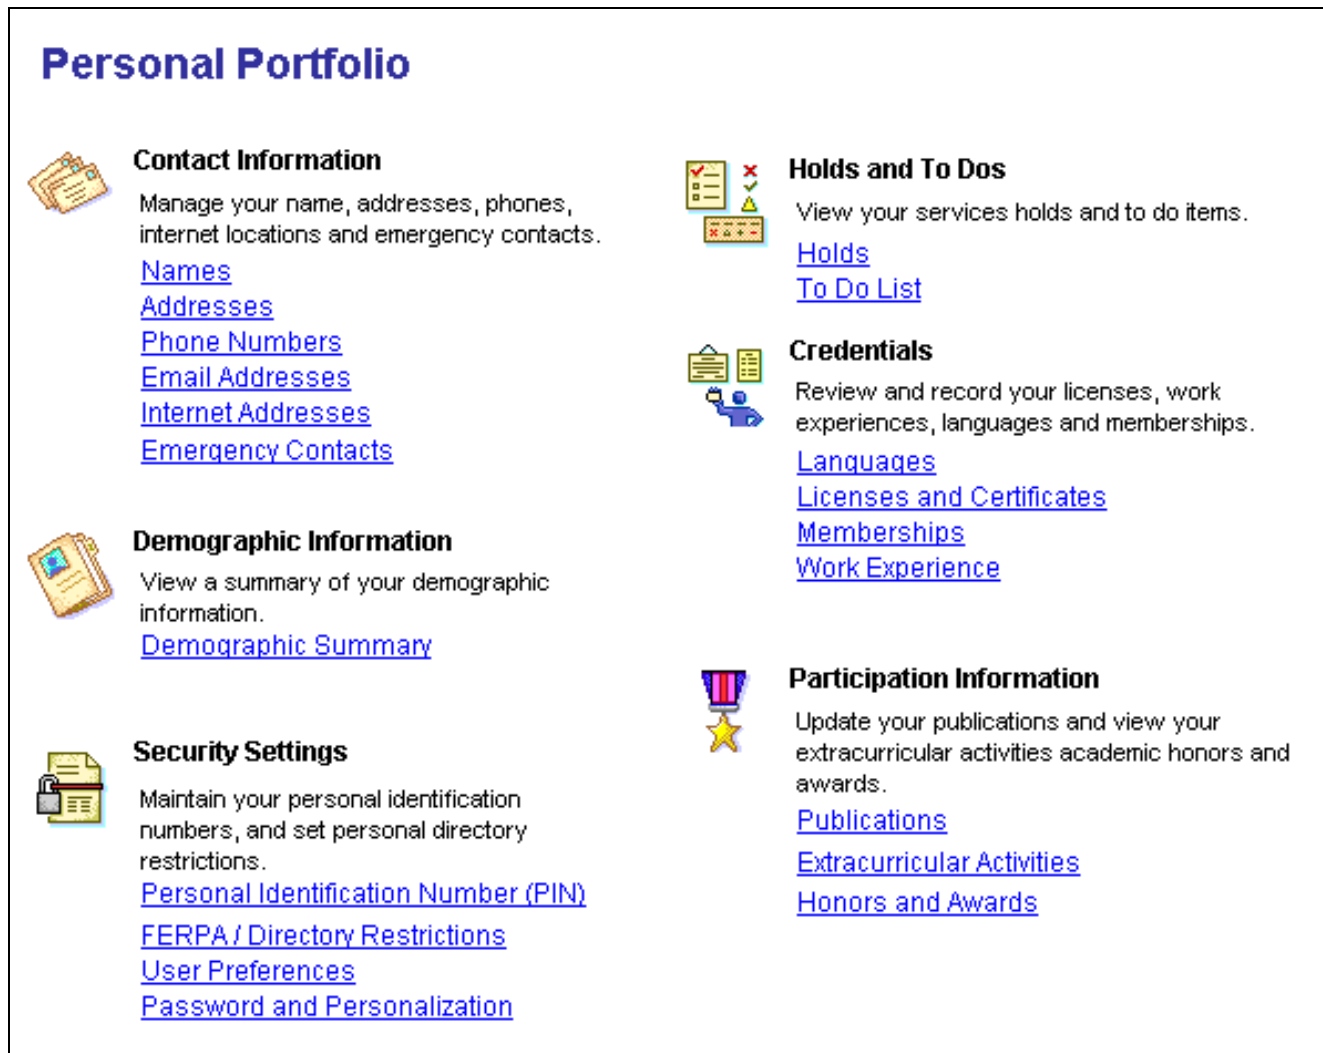 Personal Portfolio
Contact Information
Manage your name, addresses, phones,
internet locations and emergency contacts.
Names
Addresses
Phone Numbers
Email Addresses
Internet Addresses
Emergency Contacts
Demographic Information
View a summary of your demographic
information.
Demographic Summary
Security Settings
Maintain your personal identification
numbers, and set personal directory
restrictions.
Personal Identification Number (PIN)
FERPA / Directory Restrictions
User Preferences
Password and Personalization
Holds and To Dos
View your services holds and to do items.
Holds
To Do List
Credentials
Review and record your licenses, work
experiences, languages and memberships.
Languages
Licenses and Certificates
Memberships
Work Experience
Participation Information
Update your publications and view your
extracurricular activities academic honors and
awards.
Publications
Extracurricular Activities
Honors and Awards